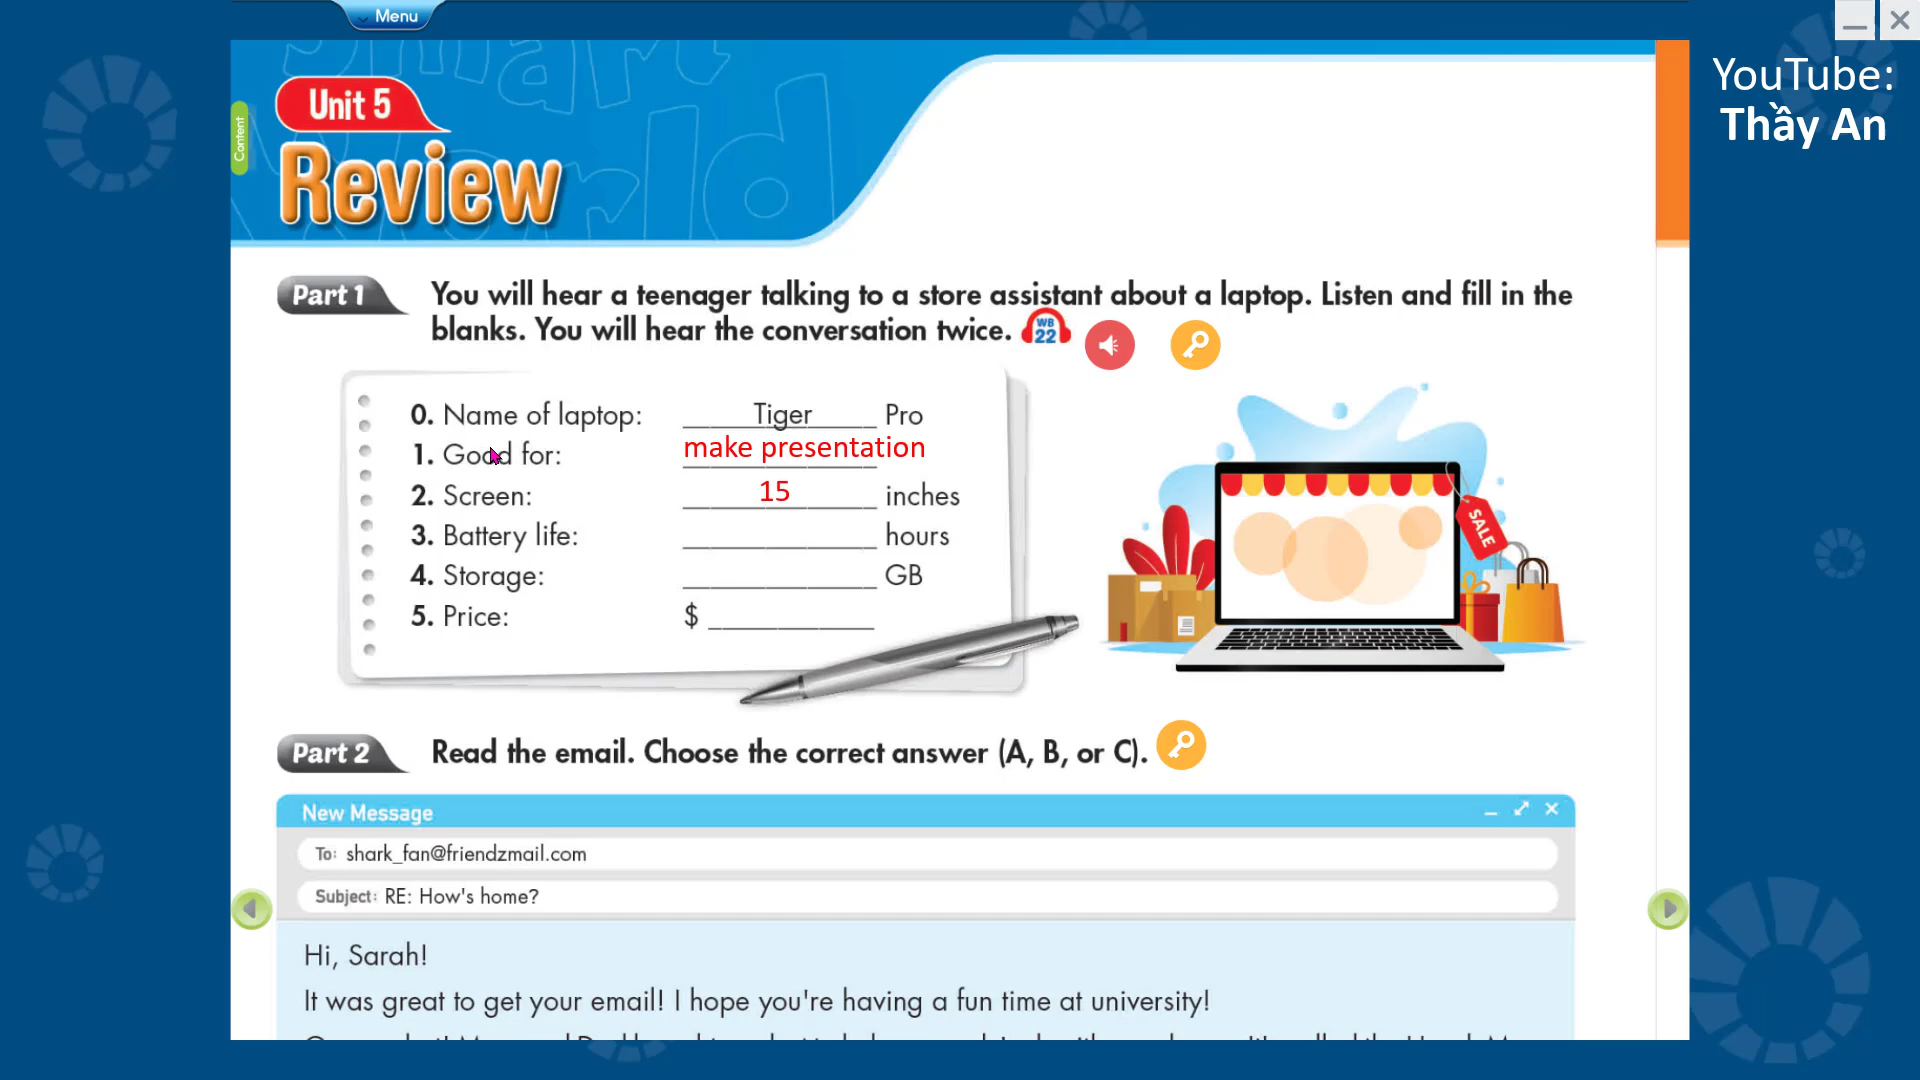 Menu
YouTube:
Thầy An
Content
Unit 5
Review
Part 1
You will hear a teenager talking to a store assistant about a laptop. Listen and fill in the
blanks. You will hear the conversation twice.
WB
22
0. Name of laptop: Tiger Pro
1. Good for: make presentation
2. Screen: 15 inches
3. Battery life: hours
4. Storage: GB
5. Price: $
SALE
Part 2
Read the email. Choose the correct answer (A, B, or C).
New Message
To: shark_fan@friendzmail.com
Subject: RE: How's home?
Hi, Sarah!
It was great to get your email! I hope you're having a fun time at university!